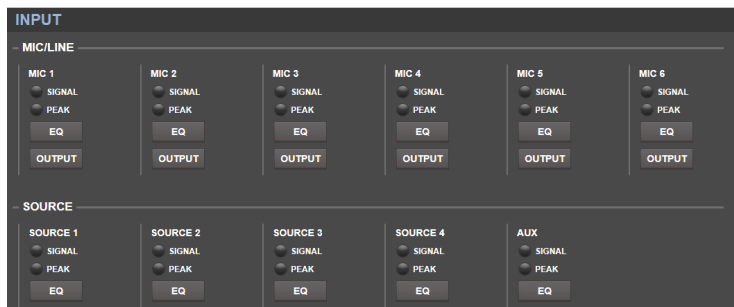 INPUT
MIC/LINE
MIC 1 MIC 2 MIC 3 MIC 4 MIC 5 MIC 6
SIGNAL SIGNAL SIGNAL SIGNAL SIGNAL SIGNAL
PEAK PEAK PEAK PEAK PEAK PEAK
EQ EQ EQ EQ EQ EQ
OUTPUT OUTPUT OUTPUT OUTPUT OUTPUT OUTPUT
SOURCE
SOURCE 1 SOURCE 2 SOURCE 3 SOURCE 4 AUX
SIGNAL SIGNAL SIGNAL SIGNAL SIGNAL
PEAK PEAK PEAK PEAK PEAK
EQ EQ EQ EQ EQ